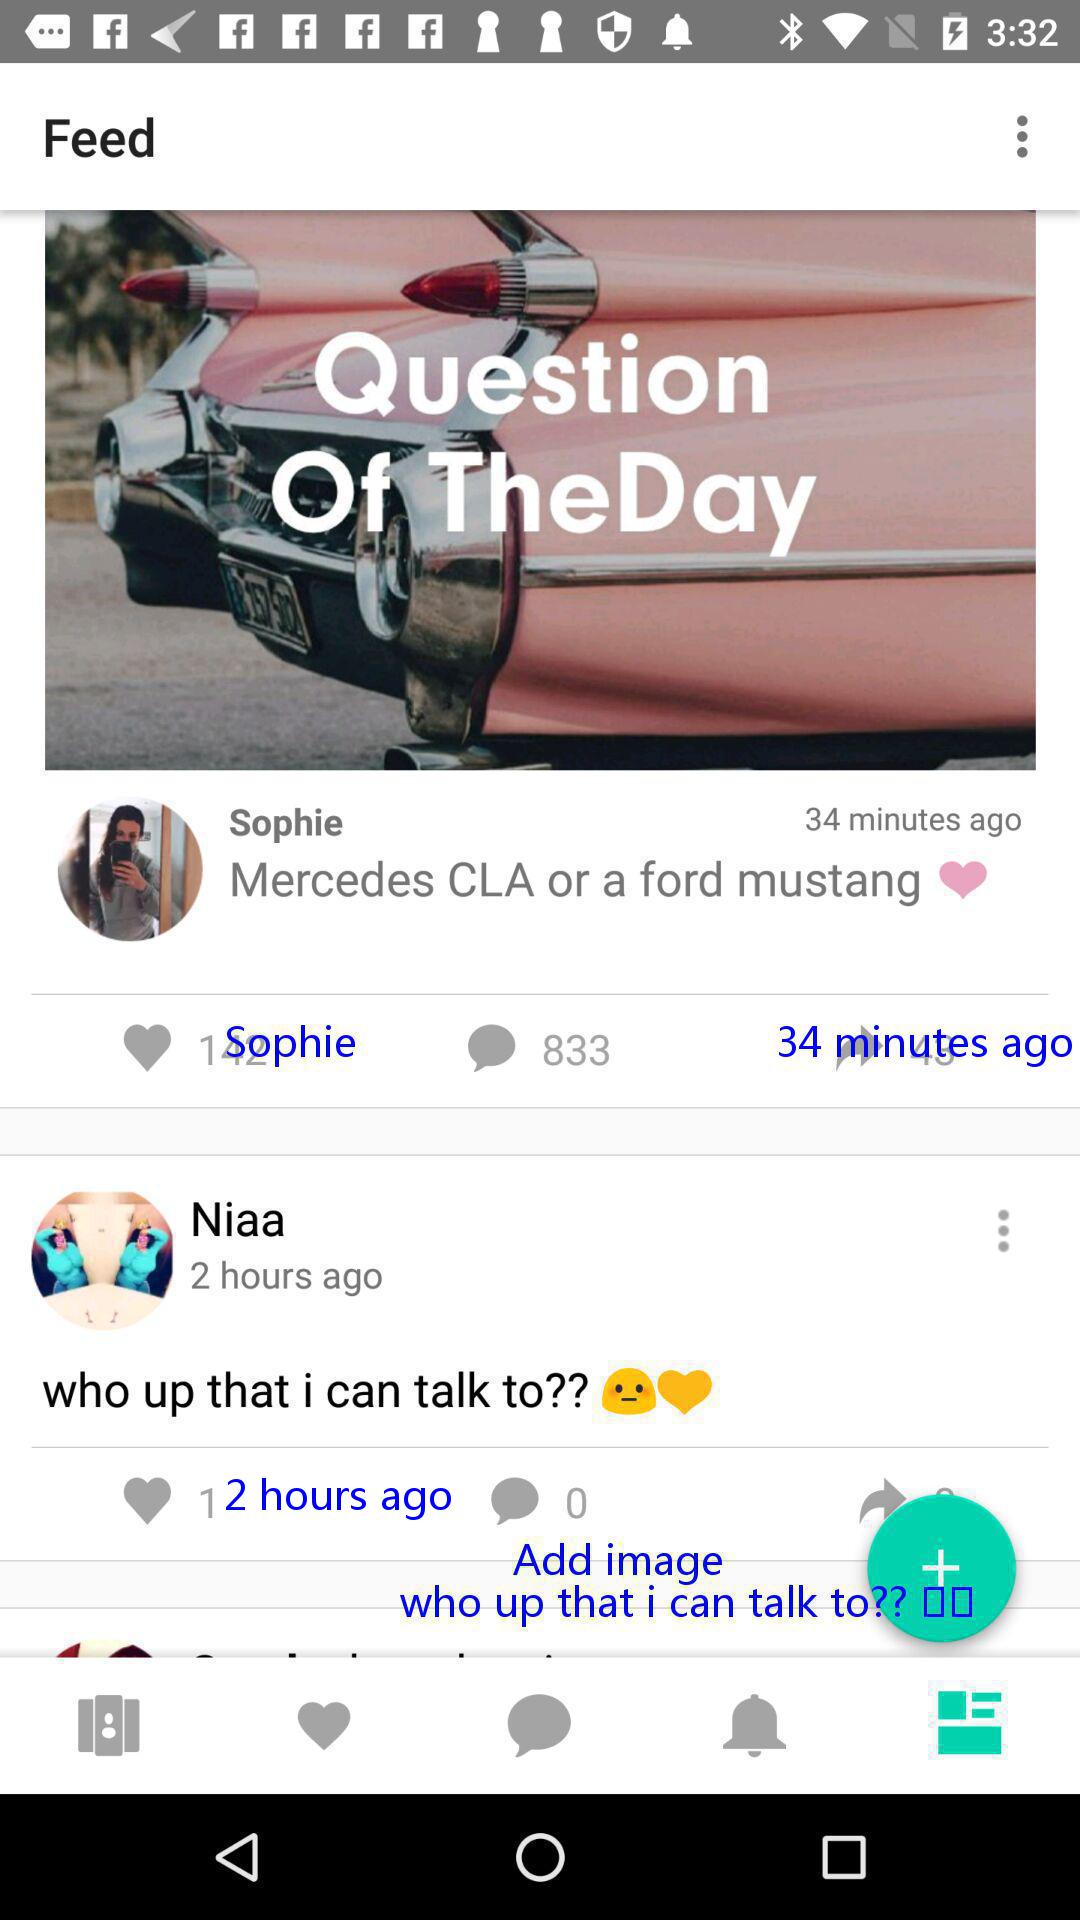 3:32
Feed
Question
Of TheDay
Sophie 34 minutes ago
Mercedes CLA or a ford mustang 🩷
142 Sophie 833 34 minutes ago
Niaa
2 hours ago
who up that i can talk to?? 😳💛
1 2 hours ago 0
Add image
who up that i can talk to?? ▯▯